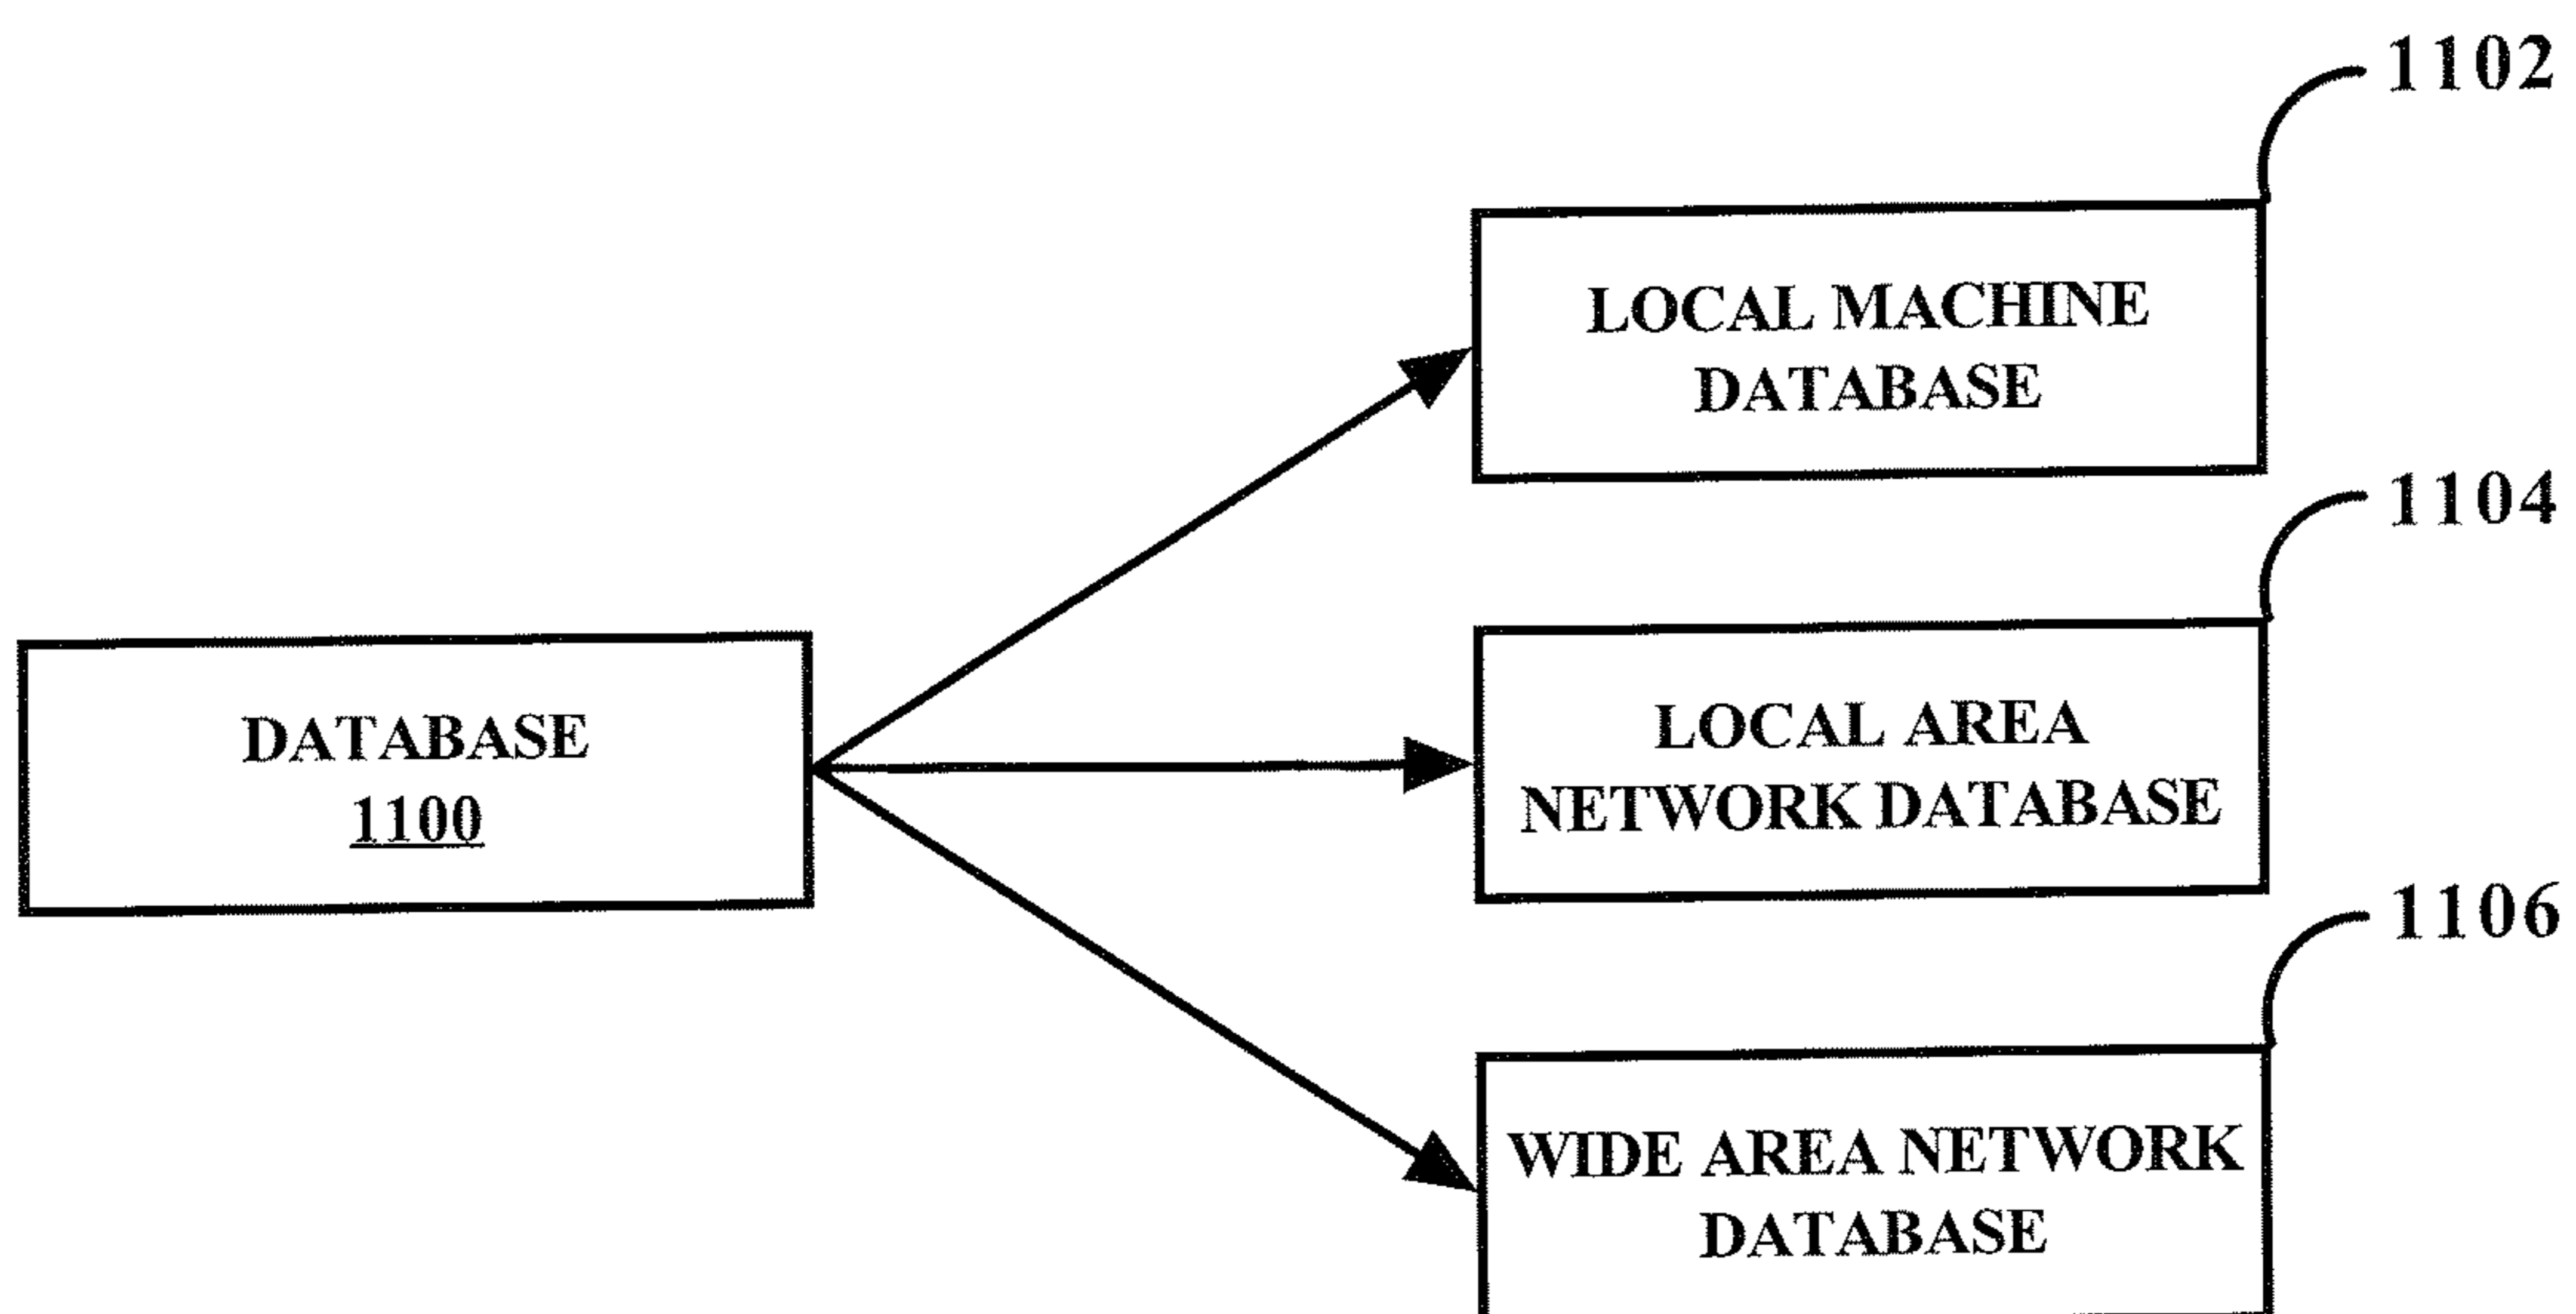 1102
LOCAL MACHINE
DATABASE
1104
DATABASE
1100
LOCAL AREA
NETWORK DATABASE
1106
WIDE AREA NETWORK
DATABASE